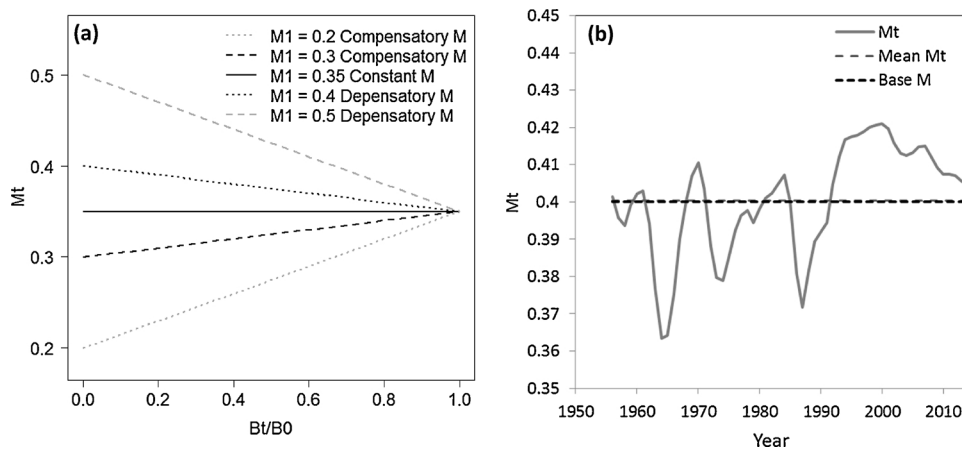 (a)
M1 = 0.2 Compensatory M
M1 = 0.3 Compensatory M
M1 = 0.35 Constant M
M1 = 0.4 Depensatory M
M1 = 0.5 Depensatory M
0.5
0.4
0.3
0.2
Mt
0.0 0.2 0.4 0.6 0.8 1.0
Bt/B0
(b)
Mt
Mean Mt
Base M
0.45
0.44
0.43
0.42
0.41
0.4
0.39
0.38
0.37
0.36
0.35
Mt
1950 1960 1970 1980 1990 2000 2010
Year